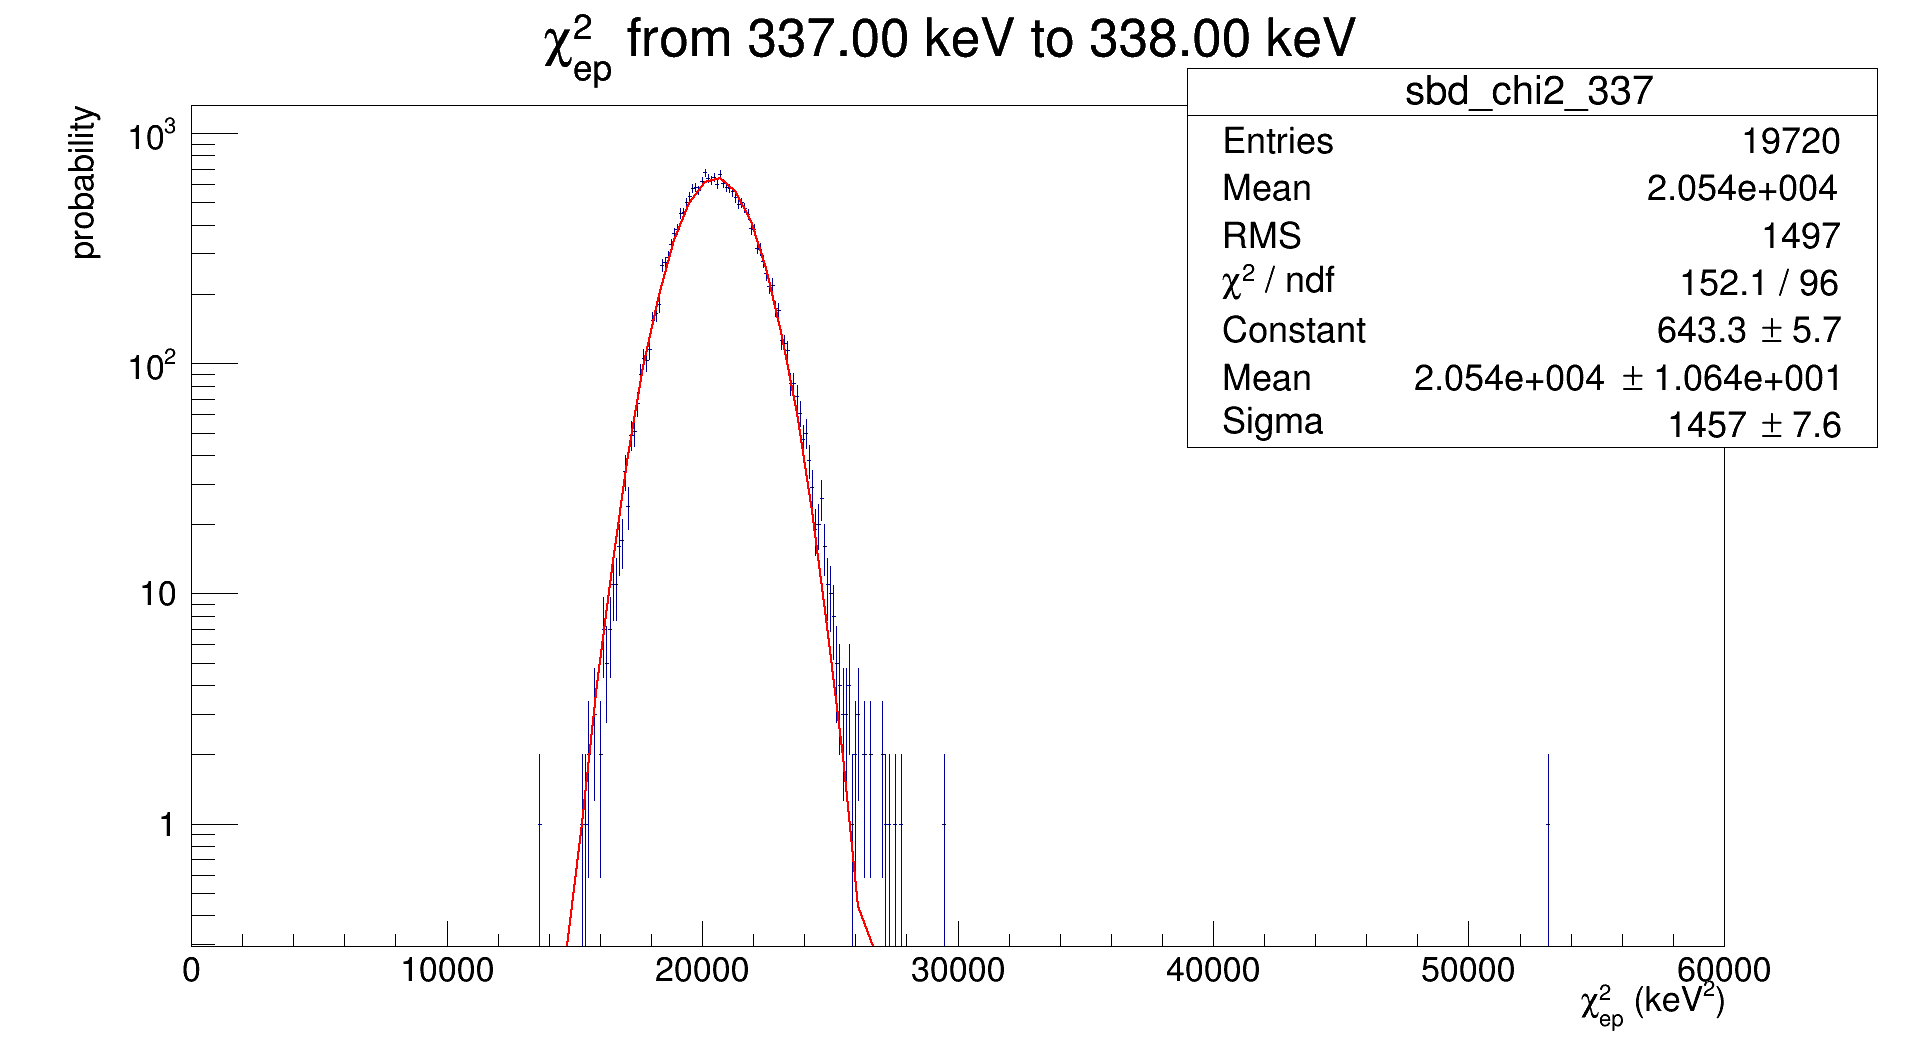 χ²ep from 337.00 keV to 338.00 keV
sbd_chi2_337
Entries 19720
Mean 2.054e+004
RMS 1497
χ² / ndf 152.1 / 96
Constant 643.3 ± 5.7
Mean 2.054e+004 ± 1.064e+001
Sigma 1457 ± 7.6
probability
10³
10²
10
1
0 10000 20000 30000 40000 50000 60000
χ²ep (keV²)